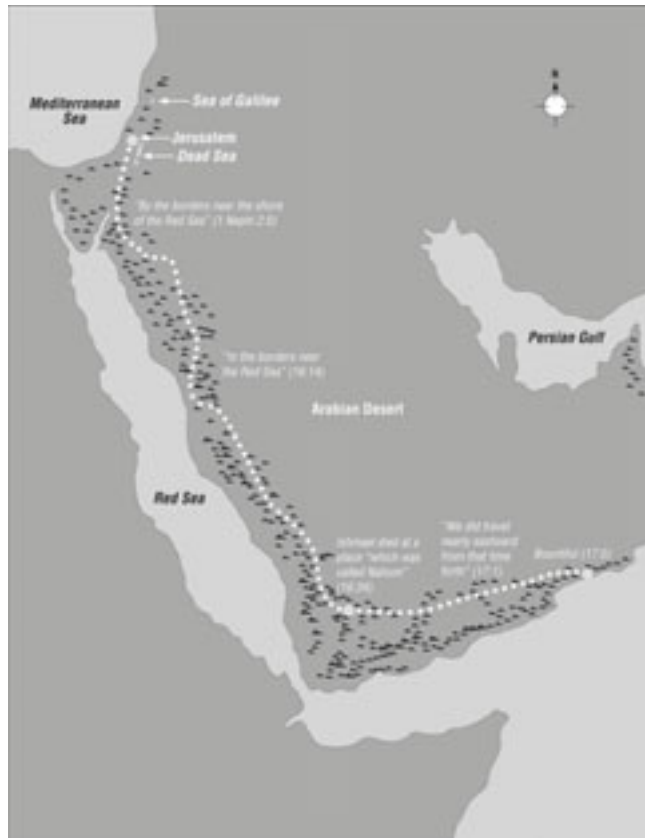 N
Mediterranean
Sea
Sea of Galilee
Jerusalem
Dead Sea
"By the borders near the shore
of the Red Sea" (1 Nephi 2:5)
Persian Gulf
"In the borders near
the Red Sea" (16:14)
Arabian Desert
Red Sea
Ishmael died at a
place "which was
called Nahom"
(16:34)
"We did travel
nearly eastward
from that time
forth" (17:1)
Bountiful (17:5)